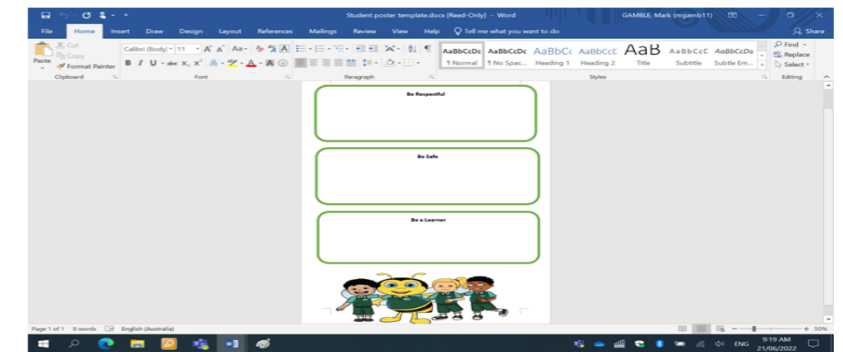 Student poster template.docx [Read-Only] - Word GAMBLE, Mark (mgamb11)
File Home Insert Draw Design Layout References Mailings Review View Help Tell me what you want to do Share
Cut
Copy
Paste Format Painter
Clipboard
Calibri (Body) 11 A A Aa
B I U abc x, x' A A
Font
Paragraph
AaBbCcDc AaBbCcDc AaBbCc AaBbCcC AaB AaBbCcC AaBbCcDa
¶ Normal ¶ No Spac... Heading 1 Heading 2 Title Subtitle Subtle Em...
Styles
Find
Replace
Select
Editing
Be Respectful
Be Safe
Be a Learner
Page 1 of 1 0 words English (Australia) 50%
ENG 9:19 AM
21/06/2022